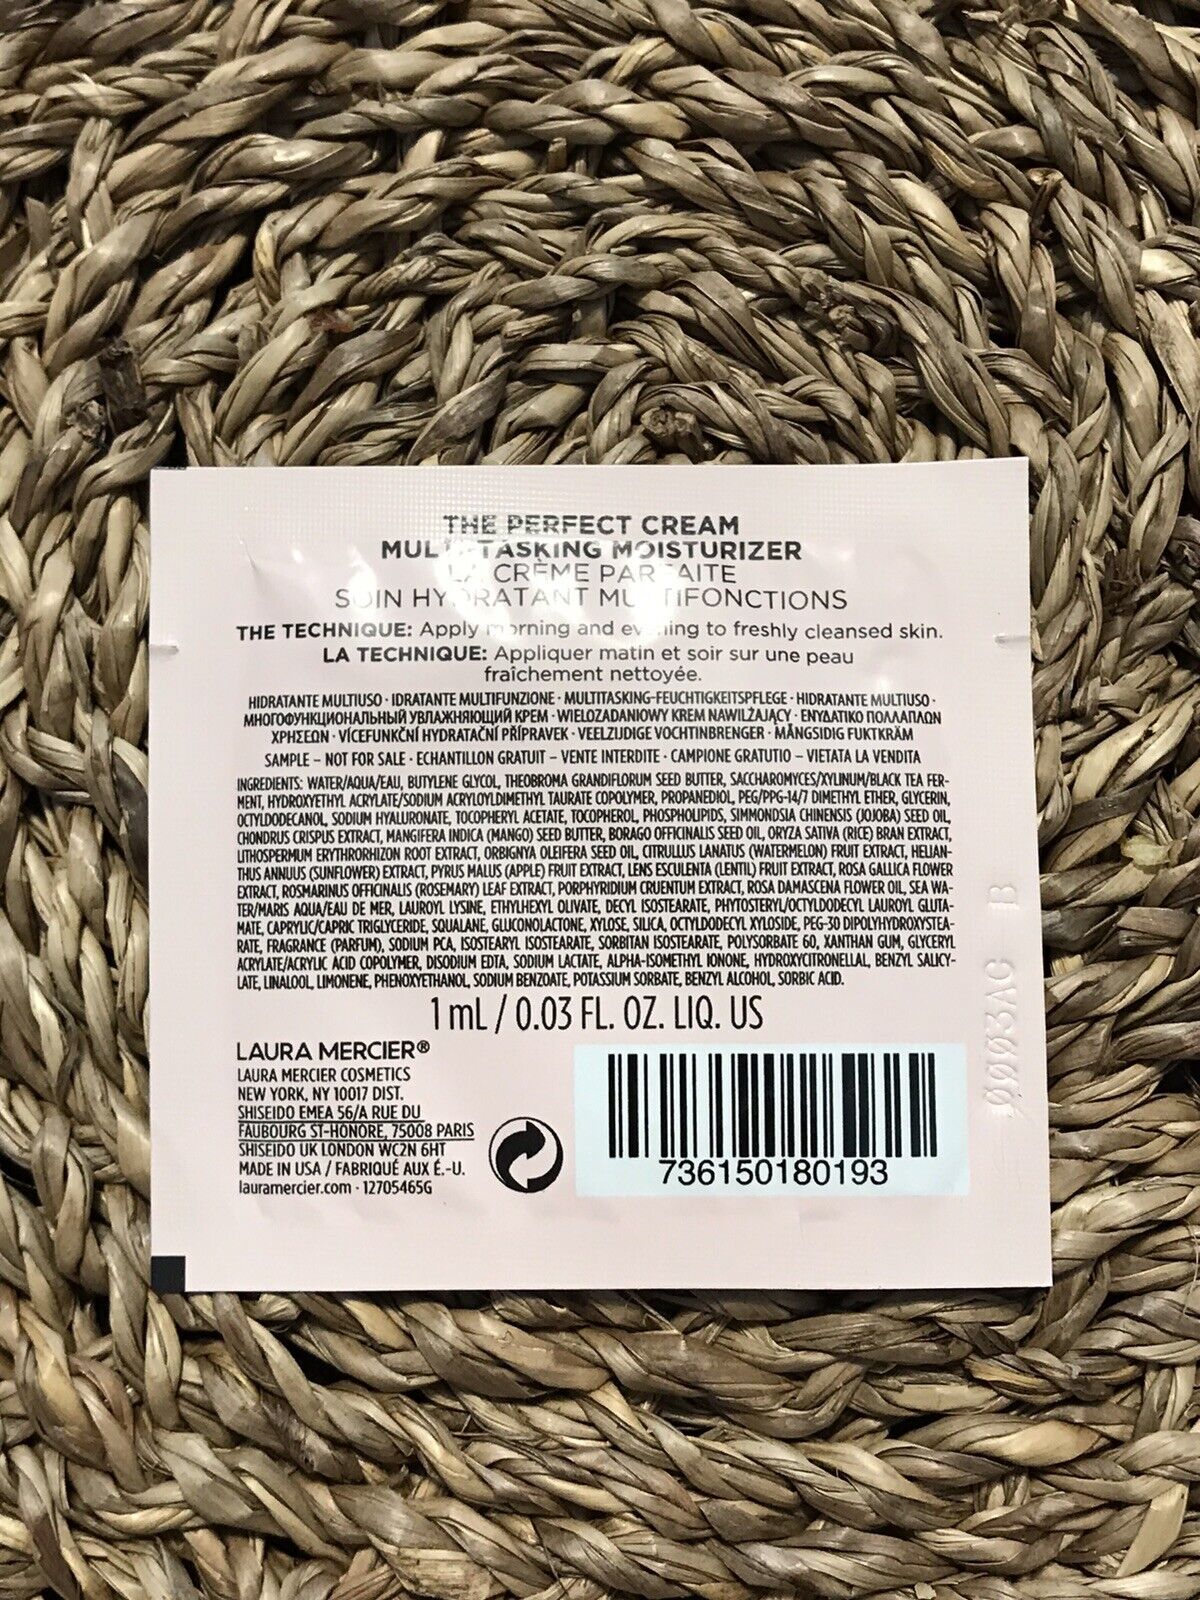 THE PERFECT CREAM
MULTI-TASKING MOISTURIZER
LA CRÈME PARFAITE
SOIN HYDRATANT MULTIFONCTIONS
THE TECHNIQUE: Apply morning and evening to freshly cleansed skin.
LA TECHNIQUE: Appliquer matin et soir sur une peau
fraîchement nettoyée.
HIDRATANTE MULTIUSO · IDRATANTE MULTIFUNZIONE · MULTITASKING-FEUCHTIGKEITSPFLEGE · HIDRATANTE MULTIUSO ·
МНОГОФУНКЦИОНАЛЬНЫЙ УВЛАЖНЯЮЩИЙ КРЕМ · WIELOZADANIOWY KREM NAWILŻAJĄCY · ΕΝΥΔΑΤΙΚΟ ΠΟΛΛΑΠΛΩΝ
ΧΡΗΣΕΩΝ · VÍCEFUNKČNÍ HYDRATAČNÍ PŘÍPRAVEK · VEELZIJDIGE VOCHTINBRENGER · MÅNGSIDIG FUKTKRÄM
SAMPLE – NOT FOR SALE · ECHANTILLON GRATUIT – VENTE INTERDITE · CAMPIONE GRATUTIO – VIETATA LA VENDITA
INGREDIENTS: WATER/AQUA/EAU, BUTYLENE GLYCOL, THEOBROMA GRANDIFLORUM SEED BUTTER, SACCHAROMYCES/XYLINUM/BLACK TEA FER-
MENT, HYDROXYETHYL ACRYLATE/SODIUM ACRYLOYLDIMETHYL TAURATE COPOLYMER, PROPANEDIOL, PEG/PPG-14/7 DIMETHYL ETHER, GLYCERIN,
OCTYLDODECANOL, SODIUM HYALURONATE, TOCOPHERYL ACETATE, TOCOPHEROL, PHOSPHOLIPIDS, SIMMONDSIA CHINENSIS (JOJOBA) SEED OIL,
CHONDRUS CRISPUS EXTRACT, MANGIFERA INDICA (MANGO) SEED BUTTER, BORAGO OFFICINALIS SEED OIL, ORYZA SATIVA (RICE) BRAN EXTRACT,
LITHOSPERMUM ERYTHRORHIZON ROOT EXTRACT, ORBIGNYA OLEIFERA SEED OIL, CITRULLUS LANATUS (WATERMELON) FRUIT EXTRACT, HELIAN-
THUS ANNUUS (SUNFLOWER) EXTRACT, PYRUS MALUS (APPLE) FRUIT EXTRACT, LENS ESCULENTA (LENTIL) FRUIT EXTRACT, ROSA GALLICA FLOWER
EXTRACT, ROSMARINUS OFFICINALIS (ROSEMARY) LEAF EXTRACT, PORPHYRIDIUM CRUENTUM EXTRACT, ROSA DAMASCENA FLOWER OIL, SEA WA-
TER/MARIS AQUA/EAU DE MER, LAUROYL LYSINE, ETHYLHEXYL OLIVATE, DECYL ISOSTEARATE, PHYTOSTERYL/OCTYLDODECYL LAUROYL GLUTA-
MATE, CAPRYLIC/CAPRIC TRIGLYCERIDE, SQUALANE, GLUCONOLACTONE, XYLOSE, SILICA, OCTYLDODECYL XYLOSIDE, PEG-30 DIPOLYHYDROXYSTEA-
RATE, FRAGRANCE (PARFUM), SODIUM PCA, ISOSTEARYL ISOSTEARATE, SORBITAN ISOSTEARATE, POLYSORBATE 60, XANTHAN GUM, GLYCERYL
ACRYLATE/ACRYLIC ACID COPOLYMER, DISODIUM EDTA, SODIUM LACTATE, ALPHA-ISOMETHYL IONONE, HYDROXYCITRONELLAL, BENZYL SALICY-
LATE, LINALOOL, LIMONENE, PHENOXYETHANOL, SODIUM BENZOATE, POTASSIUM SORBATE, BENZYL ALCOHOL, SORBIC ACID.
1 mL / 0.03 FL. OZ. LIQ. US
LAURA MERCIER®
LAURA MERCIER COSMETICS
NEW YORK, NY 10017 DIST.
SHISEIDO EMEA 56/A RUE DU
FAUBOURG ST-HONORE, 75008 PARIS
SHISEIDO UK LONDON WC2N 6HT
MADE IN USA / FABRIQUÉ AUX É.-U.
lauramercier.com · 12705465G
736150180193
0003AC B